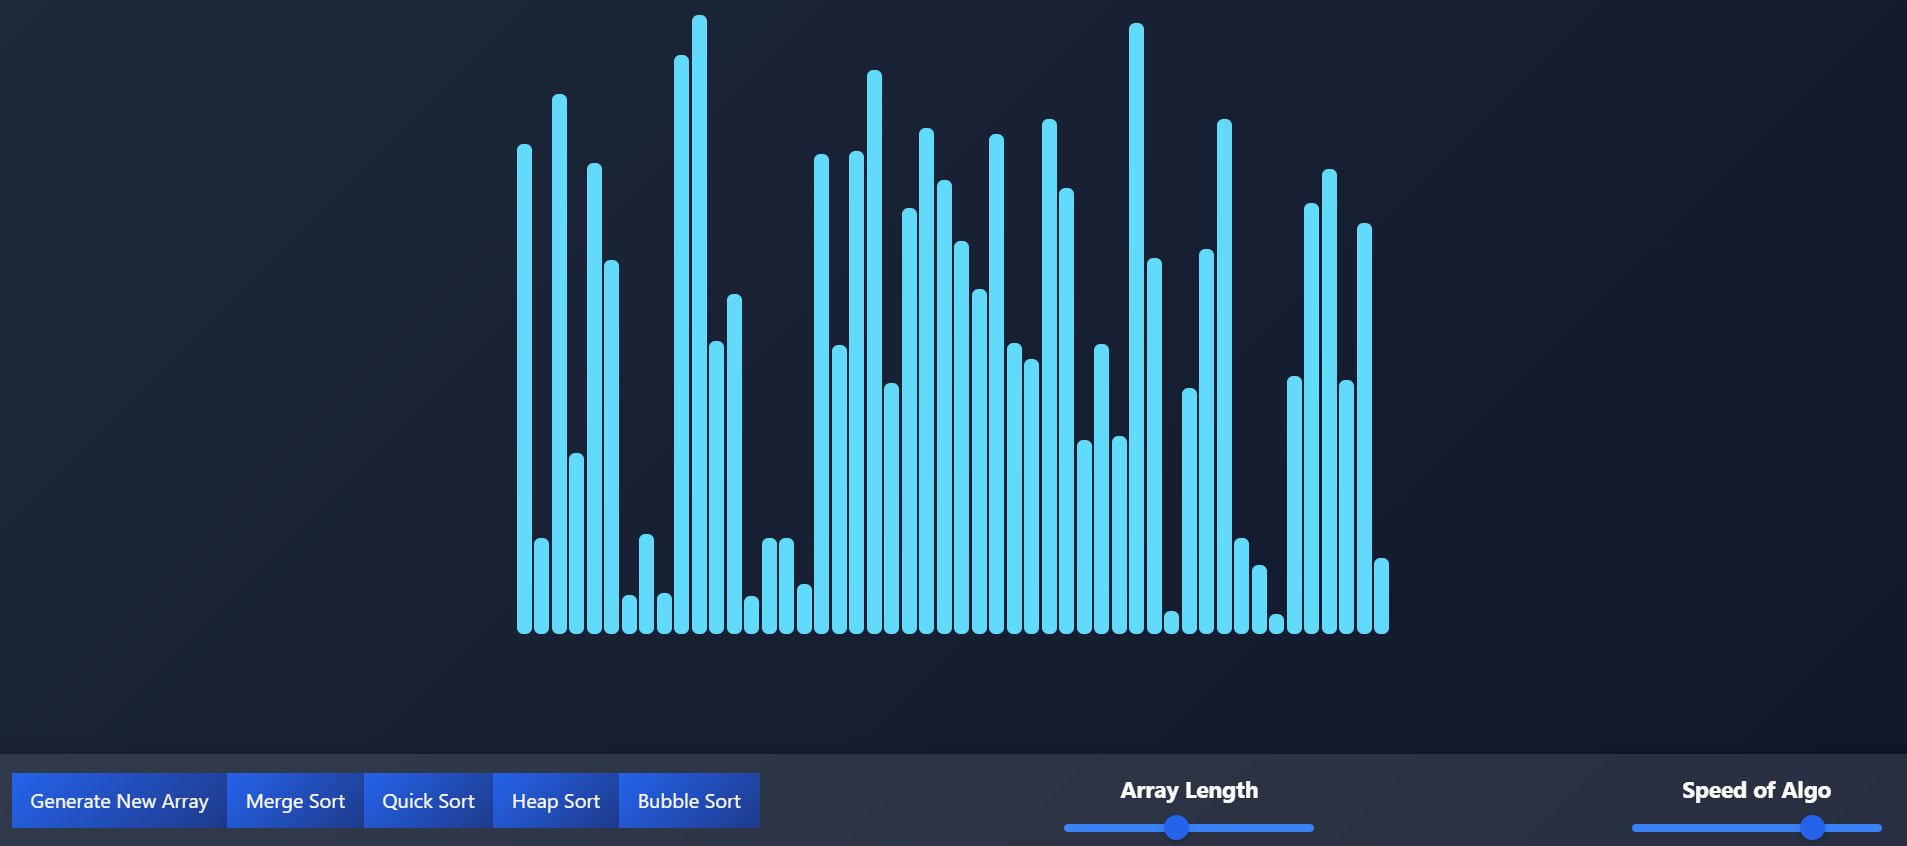 Generate New Array
Merge Sort
Quick Sort
Heap Sort
Bubble Sort
Array Length
Speed of Algo